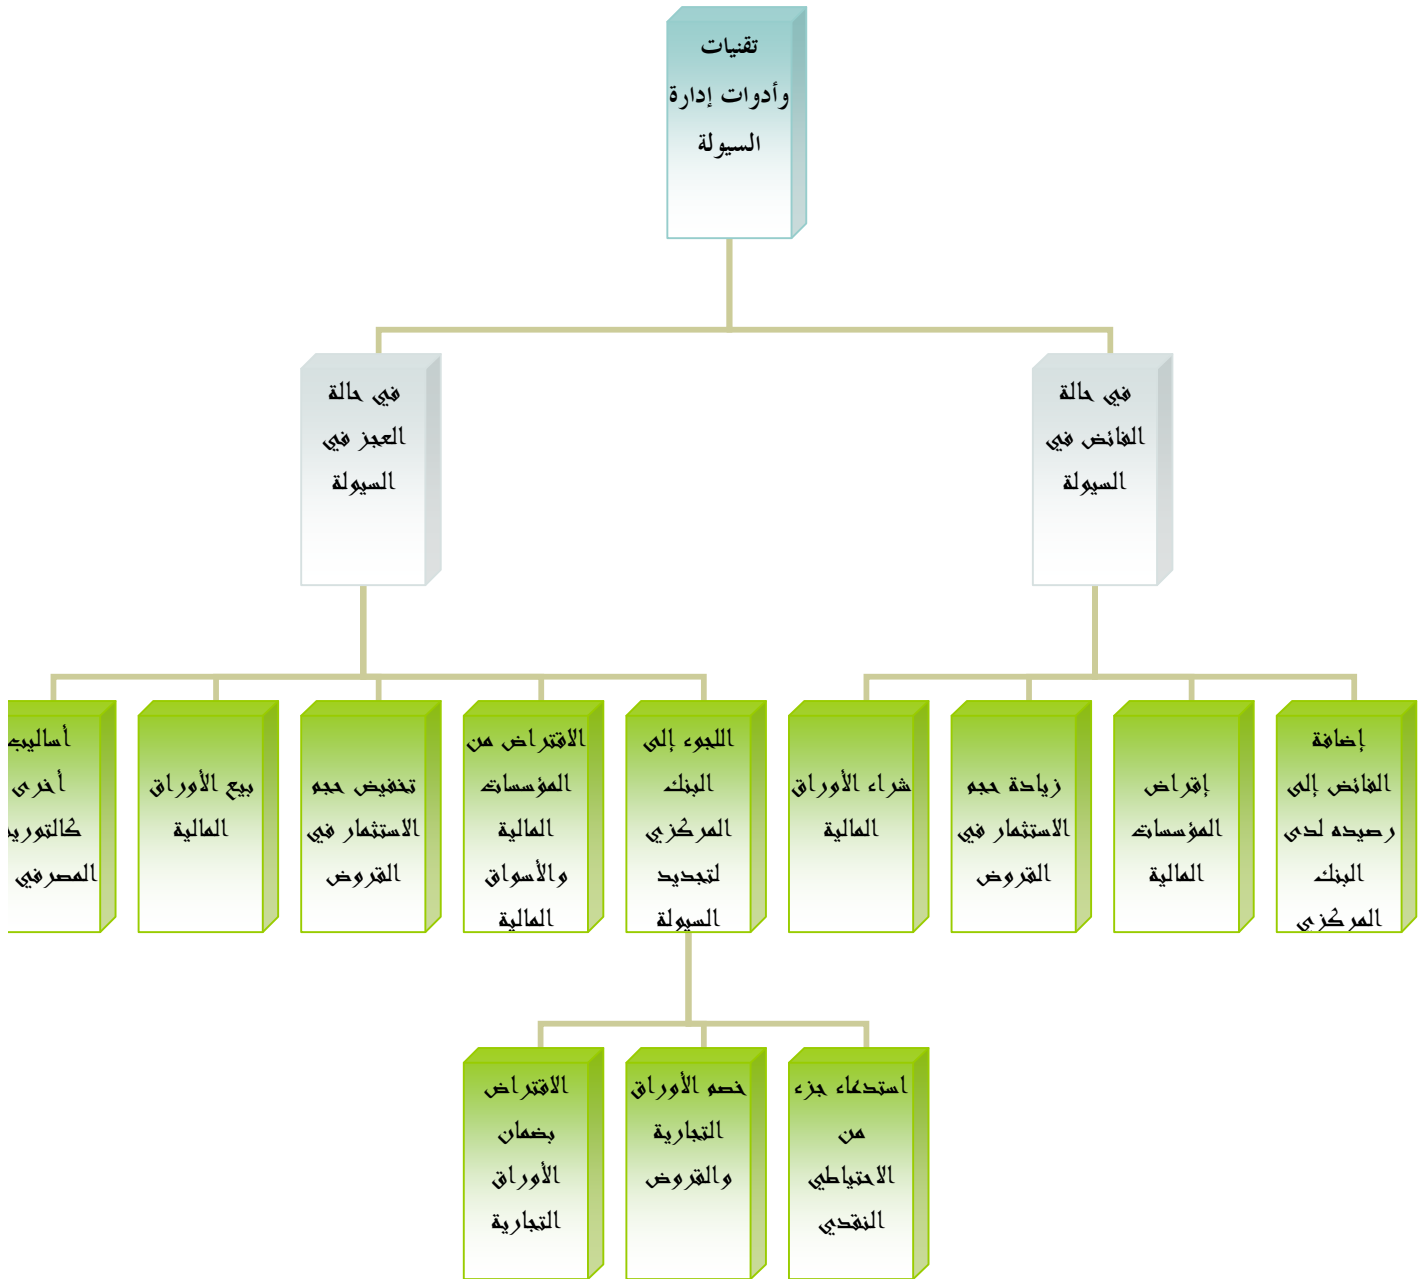 تقنيات
وأدوات إدارة
السيولة
في حالة
الفائض في
السيولة
في حالة
العجز في
السيولة
إضافة
الفائض إلى
رصيده لدى
البنك
المركزي
إقراض
المؤسسات
المالية
زيادة حجم
الاستثمار في
القروض
شراء الأوراق
المالية
اللجوء إلى
البنك
المركزي
لتجديد
السيولة
الاقتراض من
المؤسسات
المالية
والأسواق
المالية
تخفيض حجم
الاستثمار في
القروض
بيع الأوراق
المالية
أساليب
أخرى
المصرفي
استدعاء جزء
من
الاحتياطي
النقدي
خصم الأوراق
التجارية
والقروض
الاقتراض
بضمان
الأوراق
التجارية